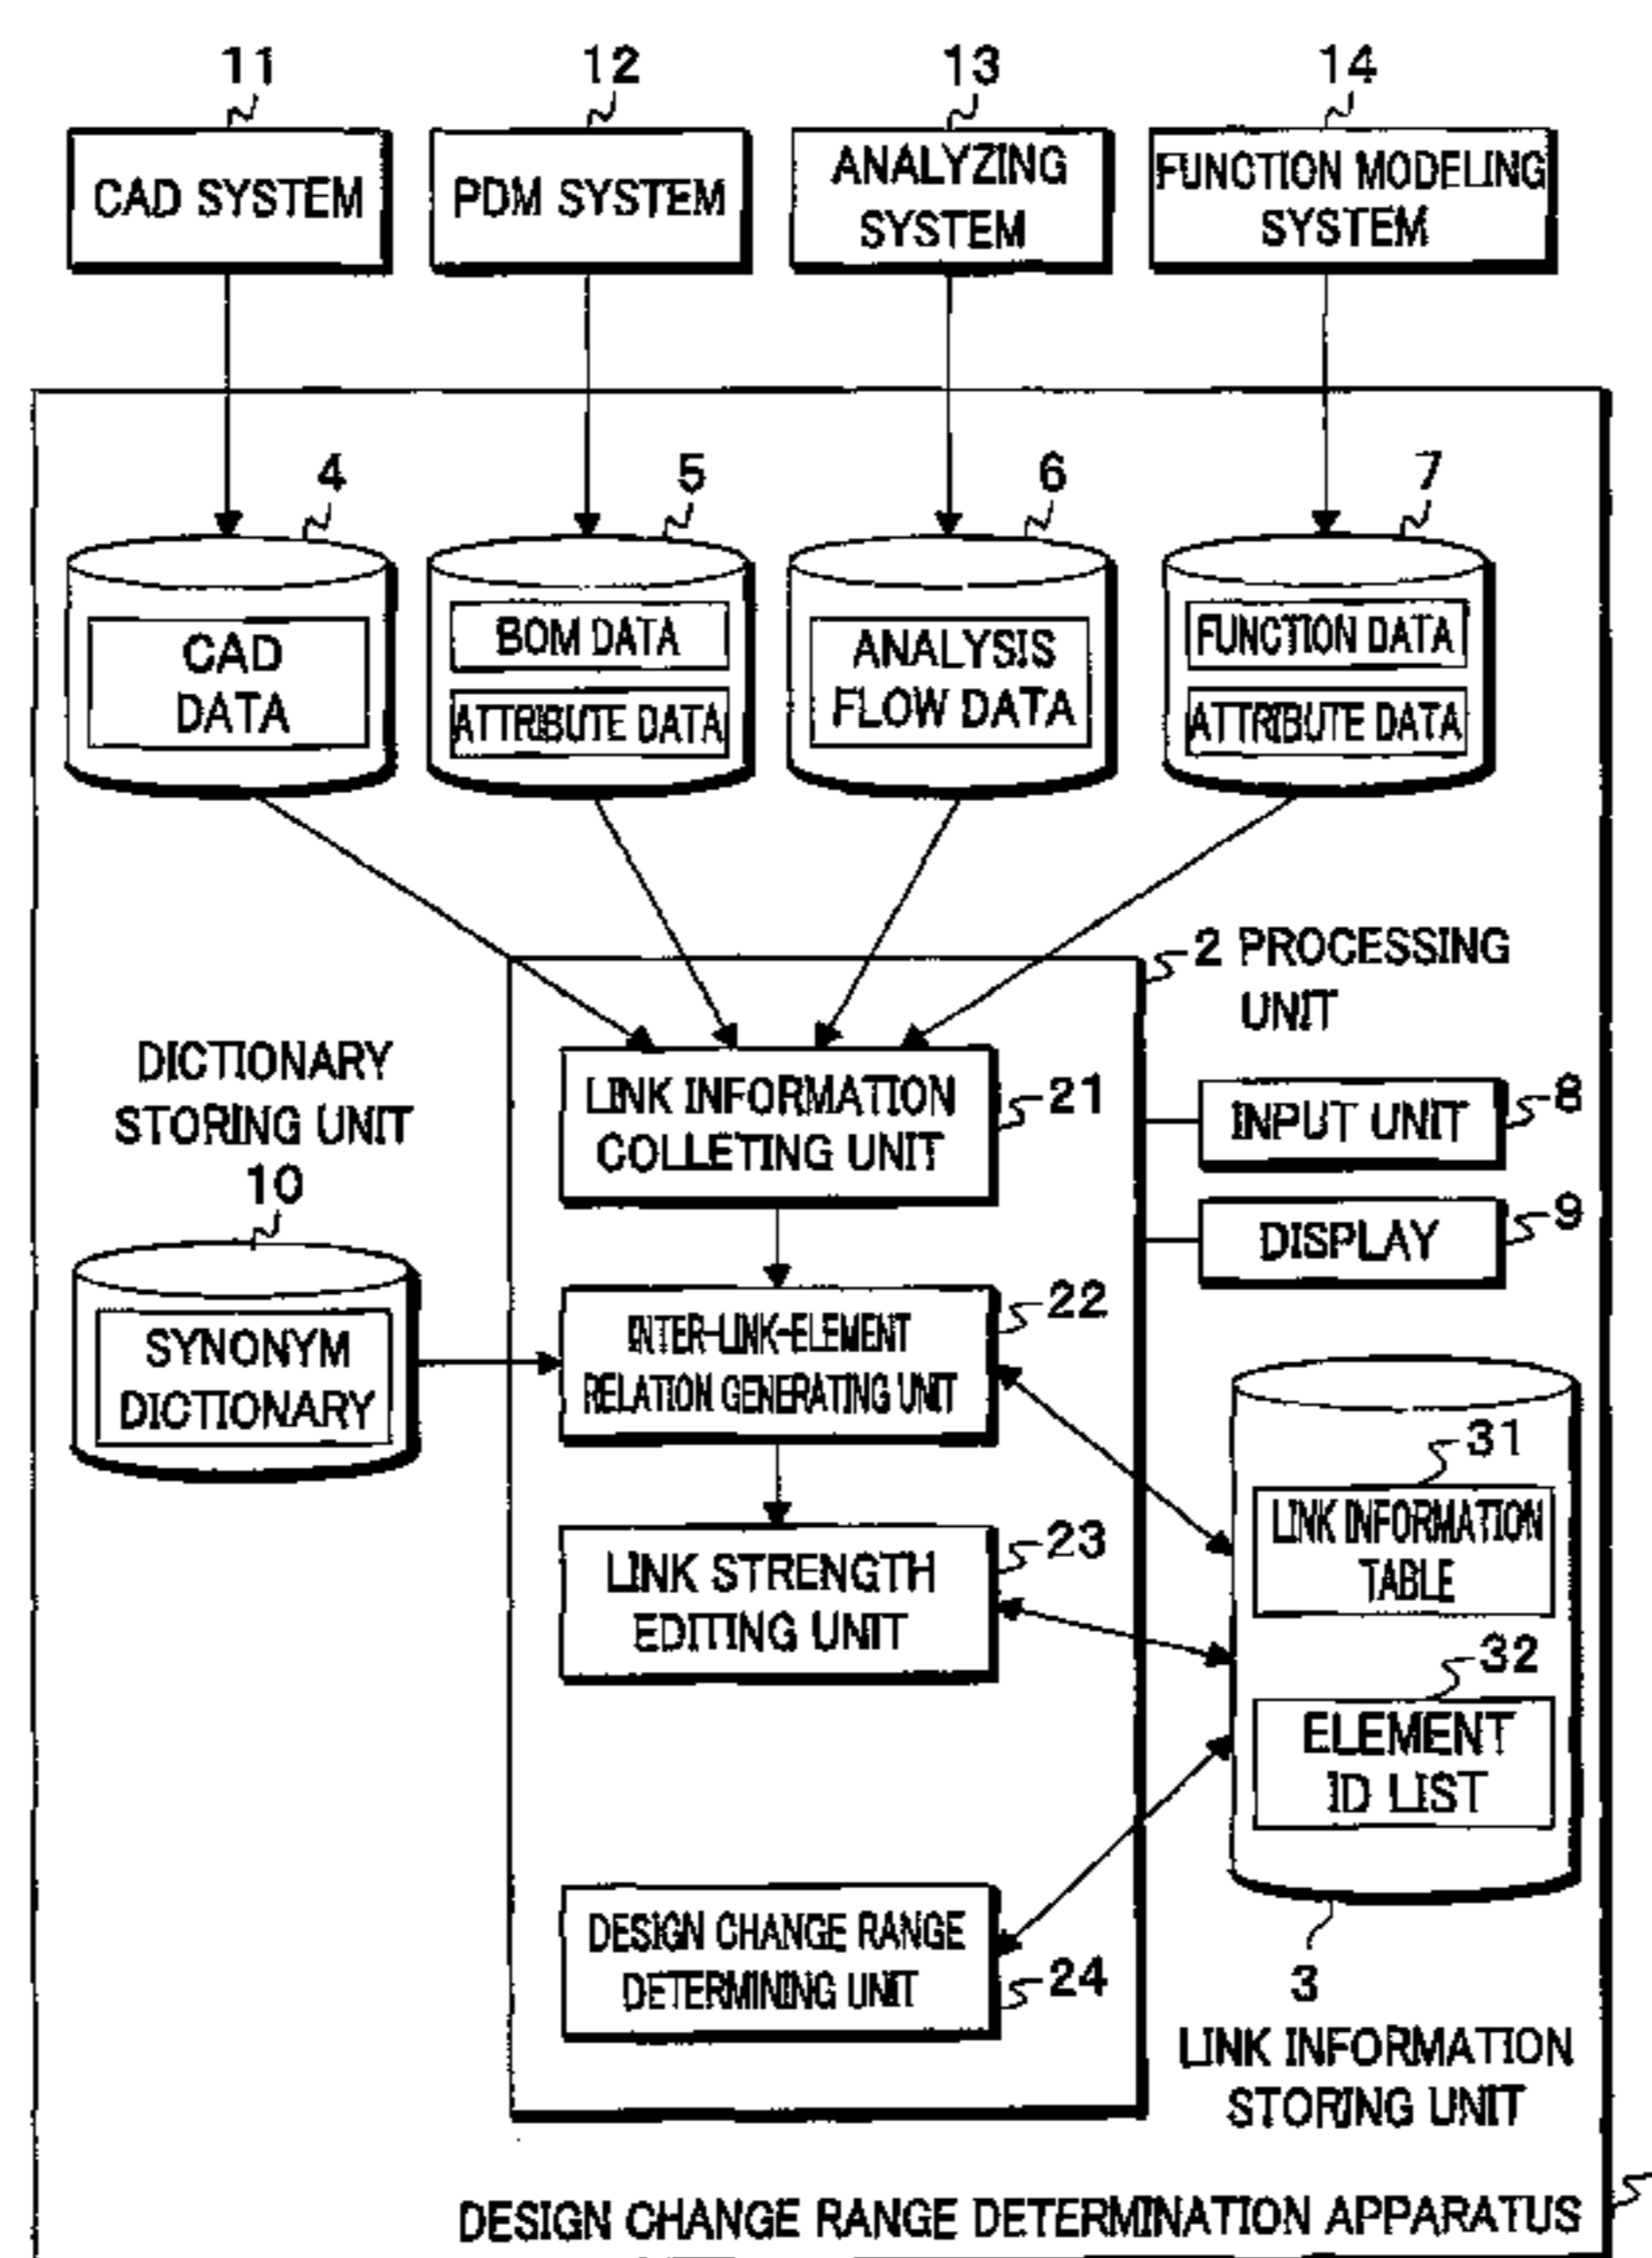 11
12
13
14
CAD SYSTEM
PDM SYSTEM
ANALYZING
SYSTEM
FUNCTION MODELING
SYSTEM
4
5
6
7
CAD
DATA
BOM DATA
ATTRIBUTE DATA
ANALYSIS
FLOW DATA
FUNCTION DATA
ATTRIBUTE DATA
2 PROCESSING
UNIT
DICTIONARY
STORING UNIT
10
LINK INFORMATION
COLLETING UNIT
21
INPUT UNIT
8
DISPLAY
9
SYNONYM
DICTIONARY
INTER-LINK-ELEMENT
RELATION GENERATING UNIT
22
31
LINK INFORMATION
TABLE
LINK STRENGTH
EDITING UNIT
23
32
ELEMENT
ID LIST
DESIGN CHANGE RANGE
DETERMINING UNIT
24
3
LINK INFORMATION
STORING UNIT
DESIGN CHANGE RANGE DETERMINATION APPARATUS